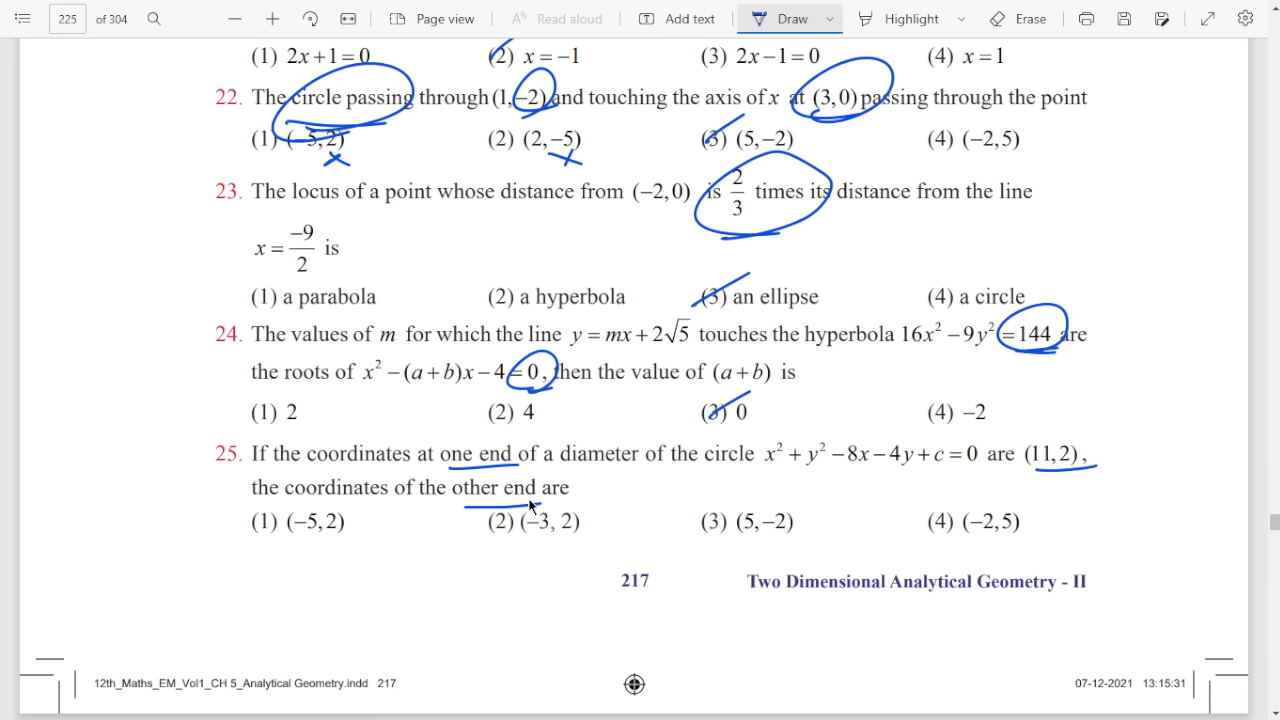 225 of 304 Page view Read aloud Add text Draw Highlight Erase
(1) 2x+1=0 (2) x=−1 (3) 2x−1=0 (4) x=1
22. The circle passing through (1,−2) and touching the axis of x at (3,0) passing through the point
(1) (−5,2) (2) (2,−5) (3) (5,−2) (4) (−2,5)
23. The locus of a point whose distance from (−2,0) is 2/3 times its distance from the line
x = −9/2 is
(1) a parabola (2) a hyperbola (3) an ellipse (4) a circle
24. The values of m for which the line y = mx + 2√5 touches the hyperbola 16x² − 9y² = 144 are
the roots of x² − (a+b)x − 4 = 0, then the value of (a+b) is
(1) 2 (2) 4 (3) 0 (4) −2
25. If the coordinates at one end of a diameter of the circle x² + y² − 8x − 4y + c = 0 are (11,2),
the coordinates of the other end are
(1) (−5,2) (2) (−3, 2) (3) (5,−2) (4) (−2,5)
217 Two Dimensional Analytical Geometry - II
12th_Maths_EM_Vol1_CH 5_Analytical Geometry.indd 217 07-12-2021 13:15:31